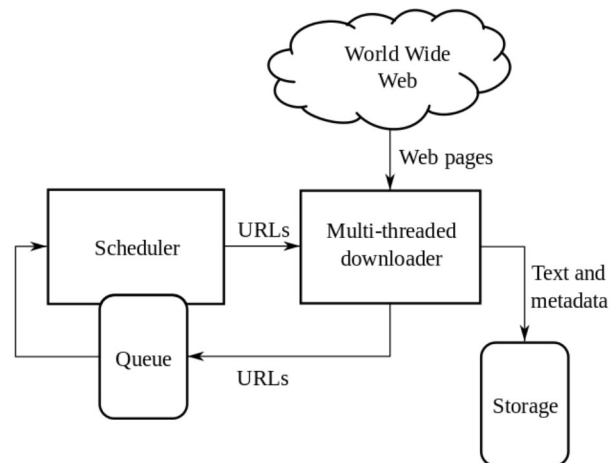 World Wide
Web
Web pages
Scheduler
URLs
Multi-threaded
downloader
Text and
metadata
Queue
URLs
Storage